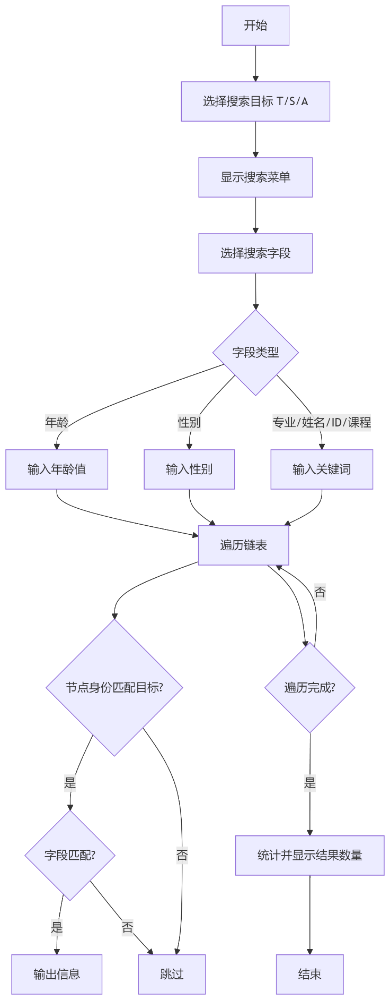 开始
选择搜索目标 T/S/A
显示搜索菜单
选择搜索字段
字段类型
年龄
性别
专业/姓名/ID/课程
输入年龄值
输入性别
输入关键词
遍历链表
否
节点身份匹配目标?
遍历完成?
是
是
字段匹配?
否
统计并显示结果数量
是
否
输出信息
跳过
结束